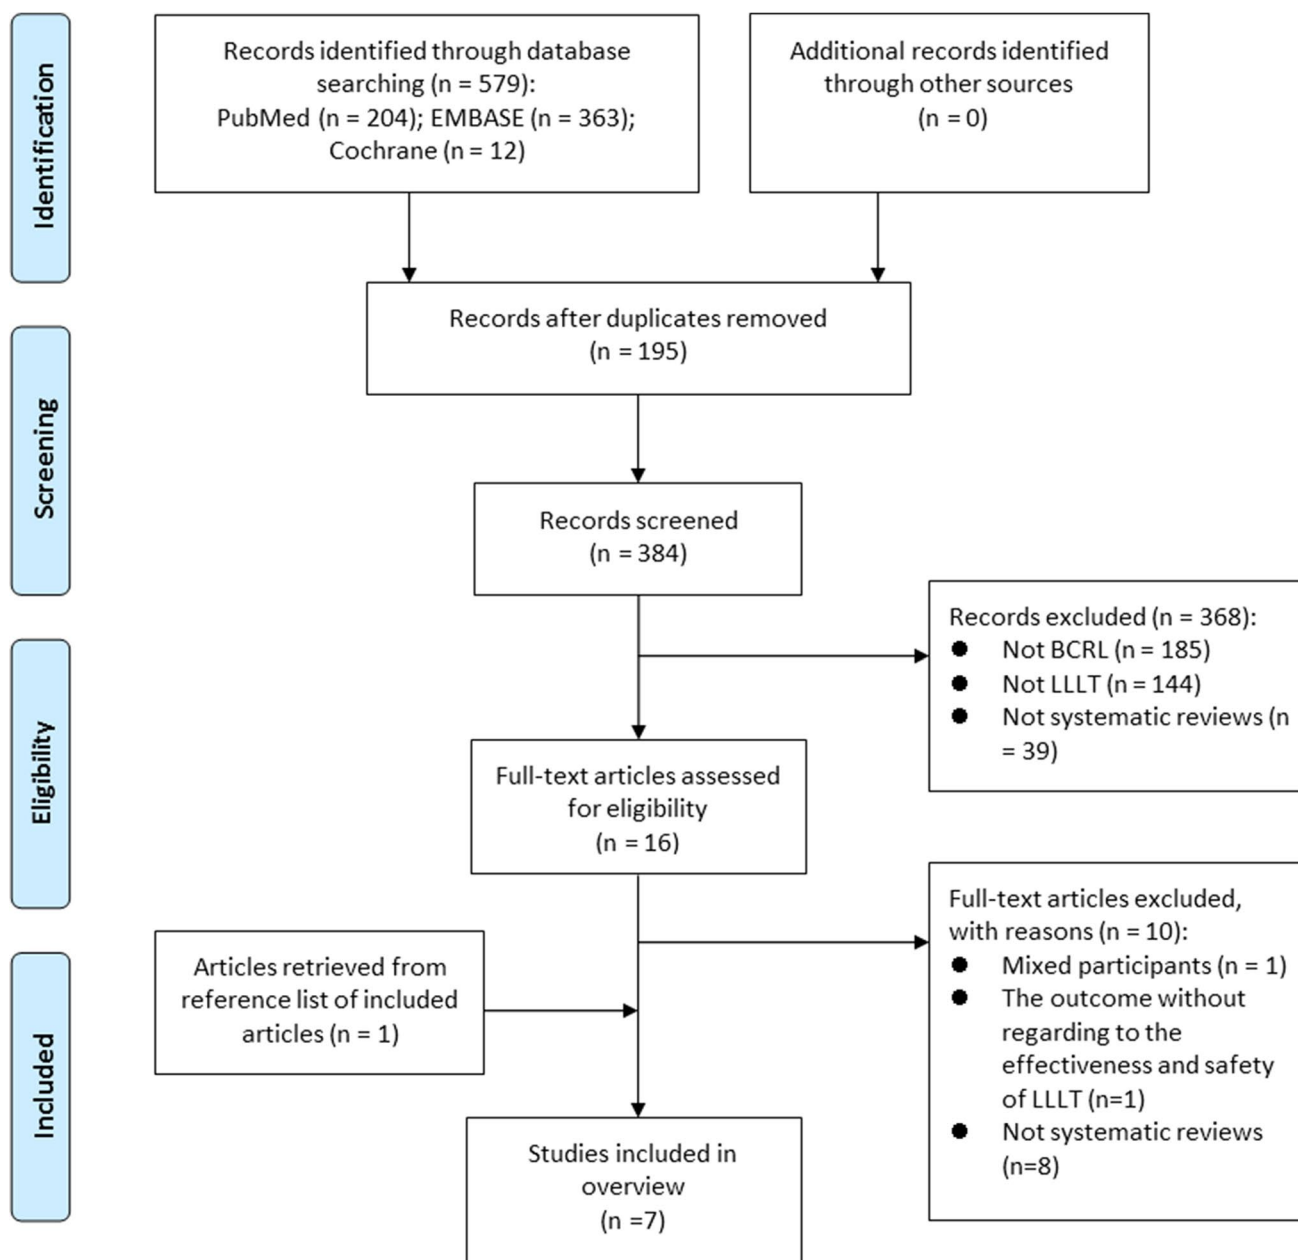 Identification
Records identified through database
searching (n = 579):
PubMed (n = 204); EMBASE (n = 363);
Cochrane (n = 12)
Additional records identified
through other sources
(n = 0)
Records after duplicates removed
(n = 195)
Screening
Records screened
(n = 384)
Records excluded (n = 368):
● Not BCRL (n = 185)
● Not LLLT (n = 144)
● Not systematic reviews (n
= 39)
Eligibility
Full-text articles assessed
for eligibility
(n = 16)
Full-text articles excluded,
with reasons (n = 10):
● Mixed participants (n = 1)
● The outcome without
regarding to the
effectiveness and safety
of LLLT (n=1)
● Not systematic reviews
(n=8)
Included
Articles retrieved from
reference list of included
articles (n = 1)
Studies included in
overview
(n =7)